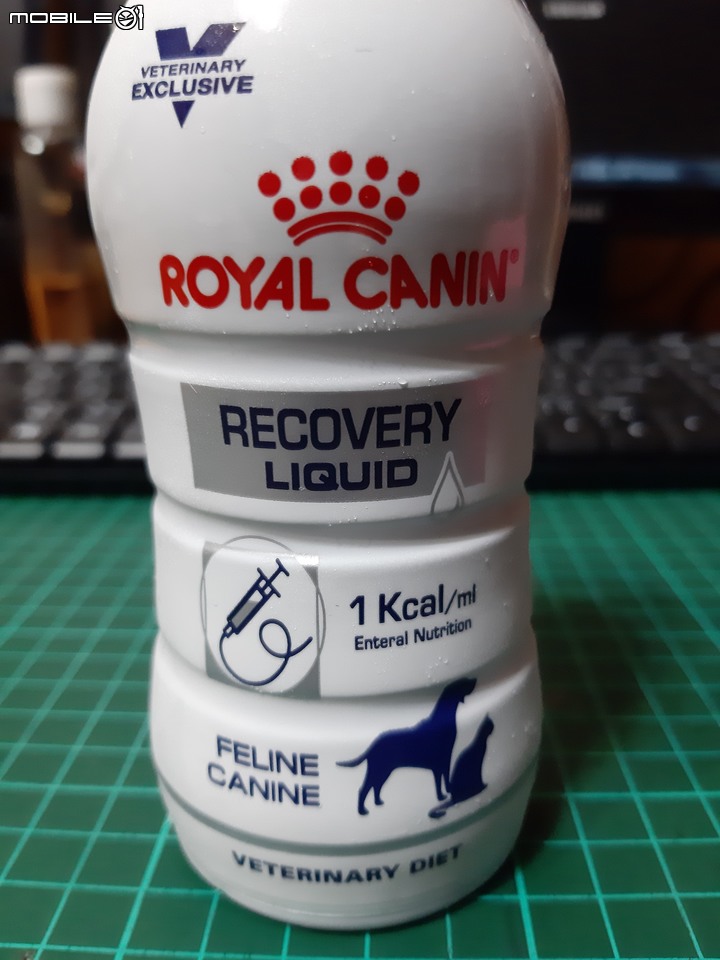 MOBILE01
VETERINARY
EXCLUSIVE
ROYAL CANIN®
RECOVERY
LIQUID
1 Kcal/ml
Enteral Nutrition
FELINE
CANINE
VETERINARY DIET